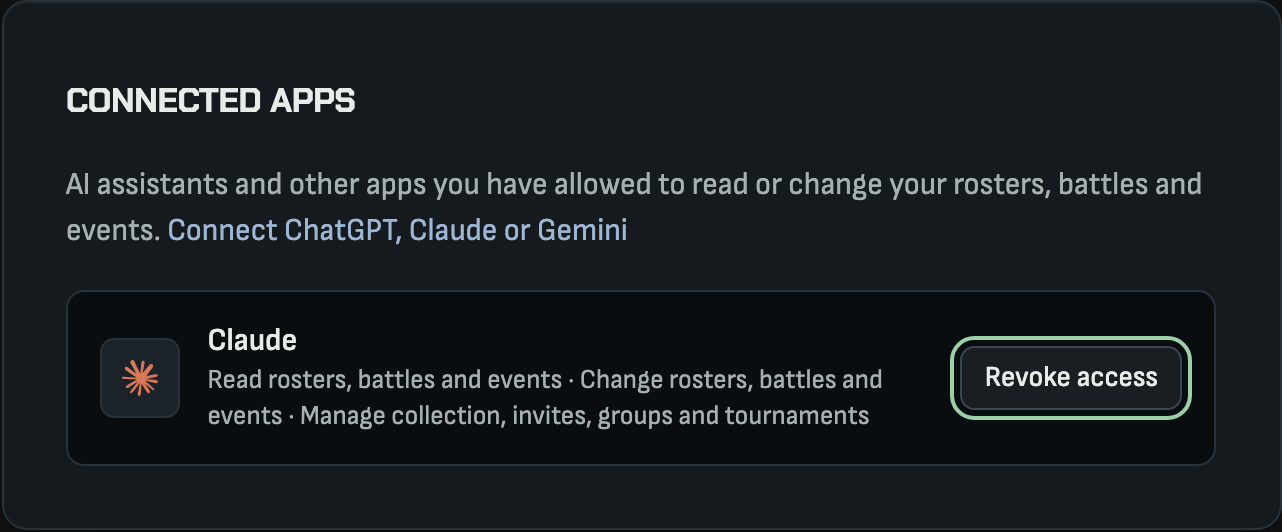 CONNECTED APPS
AI assistants and other apps you have allowed to read or change your rosters, battles and
events. Connect ChatGPT, Claude or Gemini
Claude
Read rosters, battles and events · Change rosters, battles and
events · Manage collection, invites, groups and tournaments
Revoke access